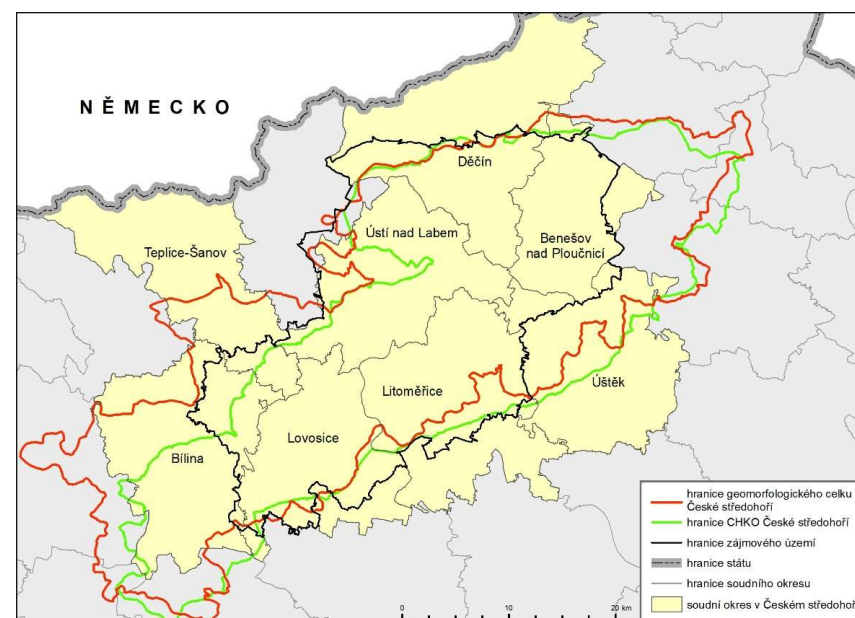 NĚMECKO
Děčín
Ústí nad Labem
Teplice-Šanov
Benešov
nad Ploučnicí
Litoměřice
Úštěk
Lovosice
Bílina
hranice geomorfologického celku
České středohoří
hranice CHKO České středohoří
hranice zájmového území
hranice státu
hranice soudního okresu
soudní okres v Českém středohoř
0 10 20 km